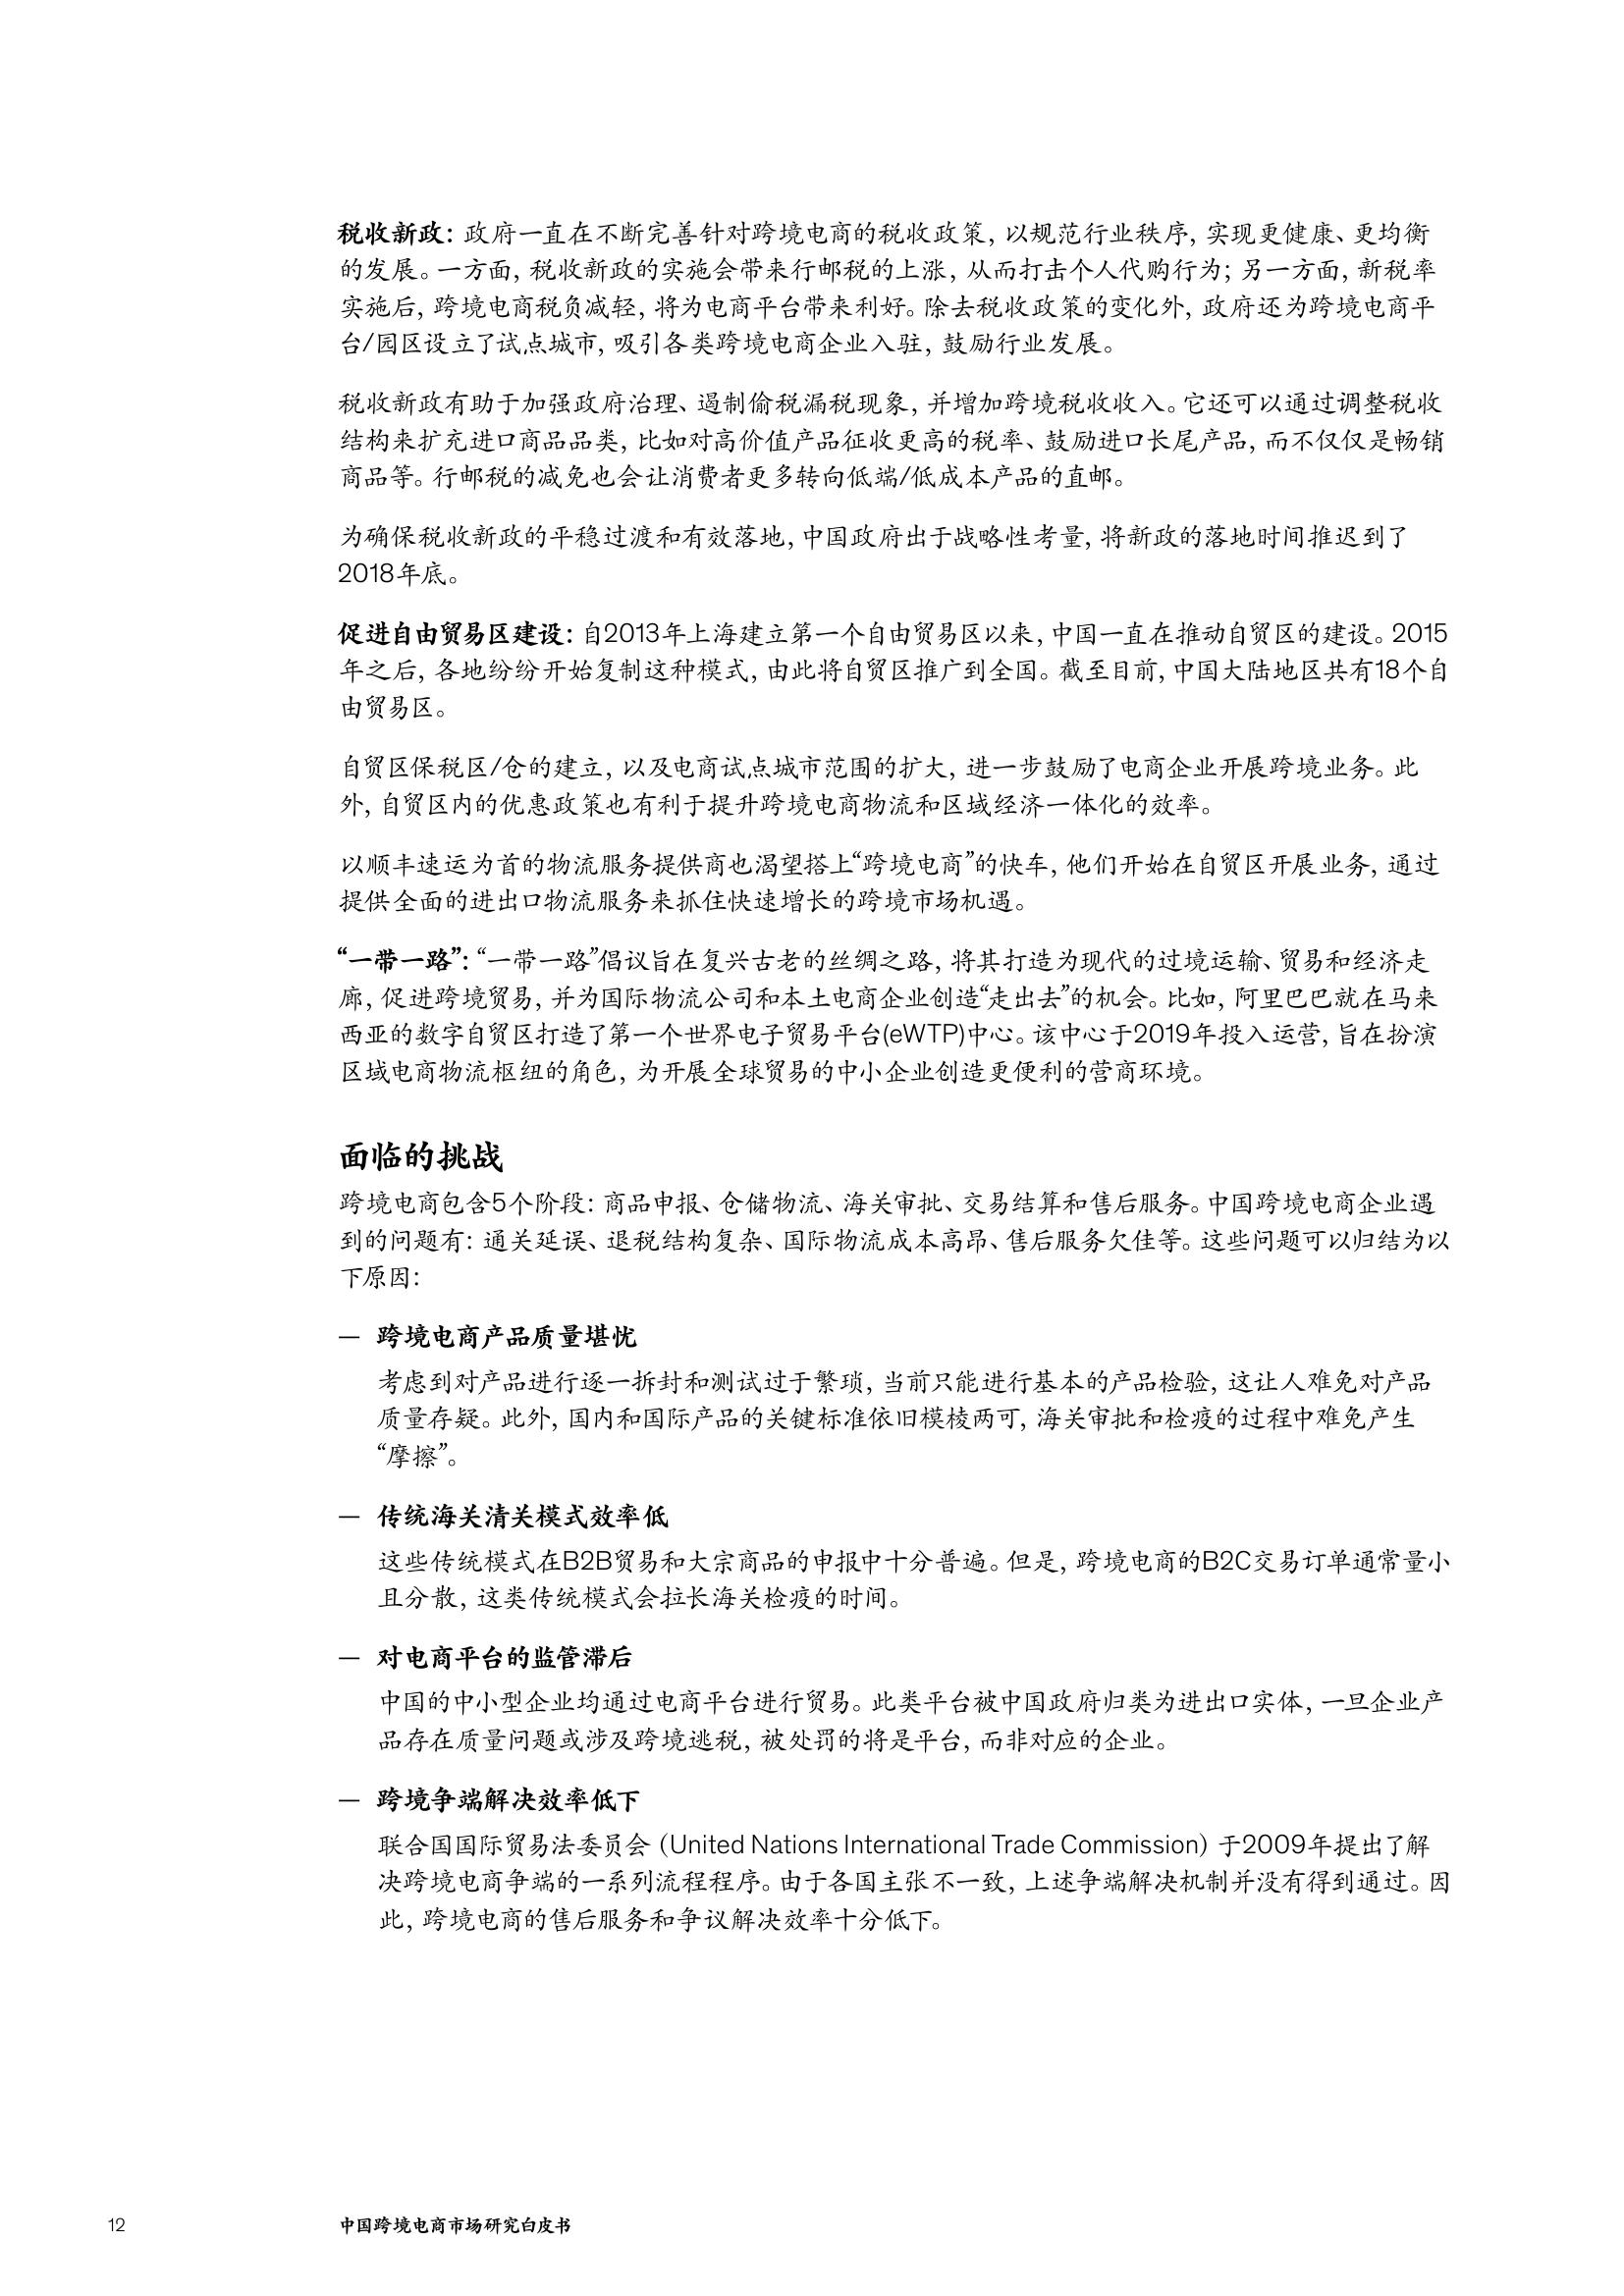 税收新政：政府一直在不断完善针对跨境电商的税收政策，以规范行业秩序，实现更健康、更均衡
的发展。一方面，税收新政的实施会带来行邮税的上涨，从而打击个人代购行为；另一方面，新税率
实施后，跨境电商税负减轻，将为电商平台带来利好。除去税收政策的变化外，政府还为跨境电商平
台/园区设立了试点城市，吸引各类跨境电商企业入驻，鼓励行业发展。
税收新政有助于加强政府治理、遏制偷税漏税现象，并增加跨境税收收入。它还可以通过调整税收
结构来扩充进口商品品类，比如对高价值产品征收更高的税率、鼓励进口长尾产品，而不仅仅是畅销
商品等。行邮税的减免也会让消费者更多转向低端/低成本产品的直邮。
为确保税收新政的平稳过渡和有效落地，中国政府出于战略性考量，将新政的落地时间推迟到了
2018年底。
促进自由贸易区建设：自2013年上海建立第一个自由贸易区以来，中国一直在推动自贸区的建设。2015
年之后，各地纷纷开始复制这种模式，由此将自贸区推广到全国。截至目前，中国大陆地区共有18个自
由贸易区。
自贸区保税区/仓的建立，以及电商试点城市范围的扩大，进一步鼓励了电商企业开展跨境业务。此
外，自贸区内的优惠政策也有利于提升跨境电商物流和区域经济一体化的效率。
以顺丰速运为首的物流服务提供商也渴望搭上“跨境电商”的快车，他们开始在自贸区开展业务，通过
提供全面的进出口物流服务来抓住快速增长的跨境市场机遇。
“一带一路”：“一带一路”倡议旨在复兴古老的丝绸之路，将其打造为现代的过境运输、贸易和经济走
廊，促进跨境贸易，并为国际物流公司和本土电商企业创造“走出去”的机会。比如，阿里巴巴就在马来
西亚的数字自贸区打造了第一个世界电子贸易平台(eWTP)中心。该中心于2019年投入运营，旨在扮演
区域电商物流枢纽的角色，为开展全球贸易的中小企业创造更便利的营商环境。
面临的挑战
跨境电商包含5个阶段：商品申报、仓储物流、海关审批、交易结算和售后服务。中国跨境电商企业遇
到的问题有：通关延误、退税结构复杂、国际物流成本高昂、售后服务欠佳等。这些问题可以归结为以
下原因：
— 跨境电商产品质量堪忧
考虑到对产品进行逐一拆封和测试过于繁琐，当前只能进行基本的产品检验，这让人难免对产品
质量存疑。此外，国内和国际产品的关键标准依旧模棱两可，海关审批和检疫的过程中难免产生
“摩擦”。
— 传统海关清关模式效率低
这些传统模式在B2B贸易和大宗商品的申报中十分普遍。但是，跨境电商的B2C交易订单通常量小
且分散，这类传统模式会拉长海关检疫的时间。
— 对电商平台的监管滞后
中国的中小型企业均通过电商平台进行贸易。此类平台被中国政府归类为进出口实体，一旦企业产
品存在质量问题或涉及跨境逃税，被处罚的将是平台，而非对应的企业。
— 跨境争端解决效率低下
联合国国际贸易法委员会（United Nations International Trade Commission）于2009年提出了解
决跨境电商争端的一系列流程程序。由于各国主张不一致，上述争端解决机制并没有得到通过。因
此，跨境电商的售后服务和争议解决效率十分低下。
12 中国跨境电商市场研究白皮书